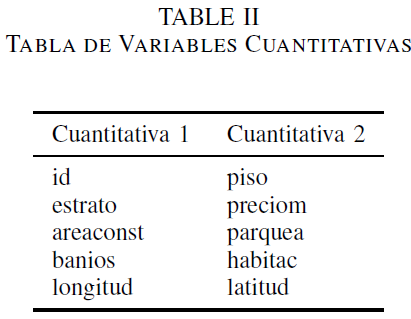 TABLE II
TABLA DE VARIABLES CUANTITATIVAS
Cuantitativa 1 Cuantitativa 2
id piso
estrato preciom
areaconst parquea
banios habitac
longitud latitud